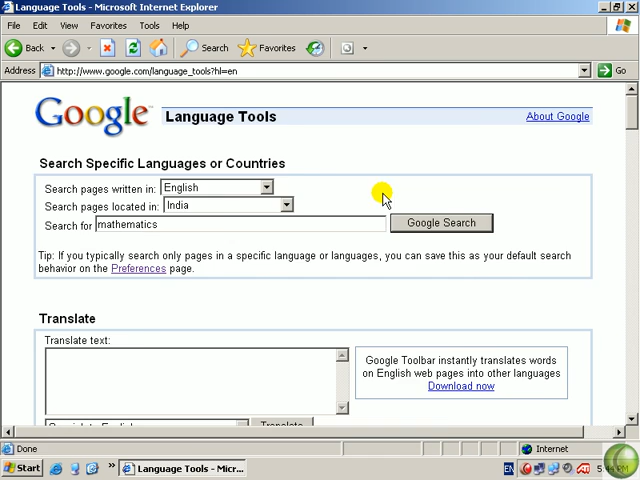 Language Tools - Microsoft Internet Explorer
File Edit View Favorites Tools Help
Back Search Favorites
Address http://www.google.com/language_tools?hl=en Go
Google™ Language Tools About Google
Search Specific Languages or Countries
Search pages written in: English
Search pages located in: India
Search for mathematics Google Search
Tip: If you typically search only pages in a specific language or languages, you can save this as your default search
behavior on the Preferences page.
Translate
Translate text:
Google Toolbar instantly translates words
on English web pages into other languages
Download now
Translate
Done Internet
Start Language Tools - Micr... EN